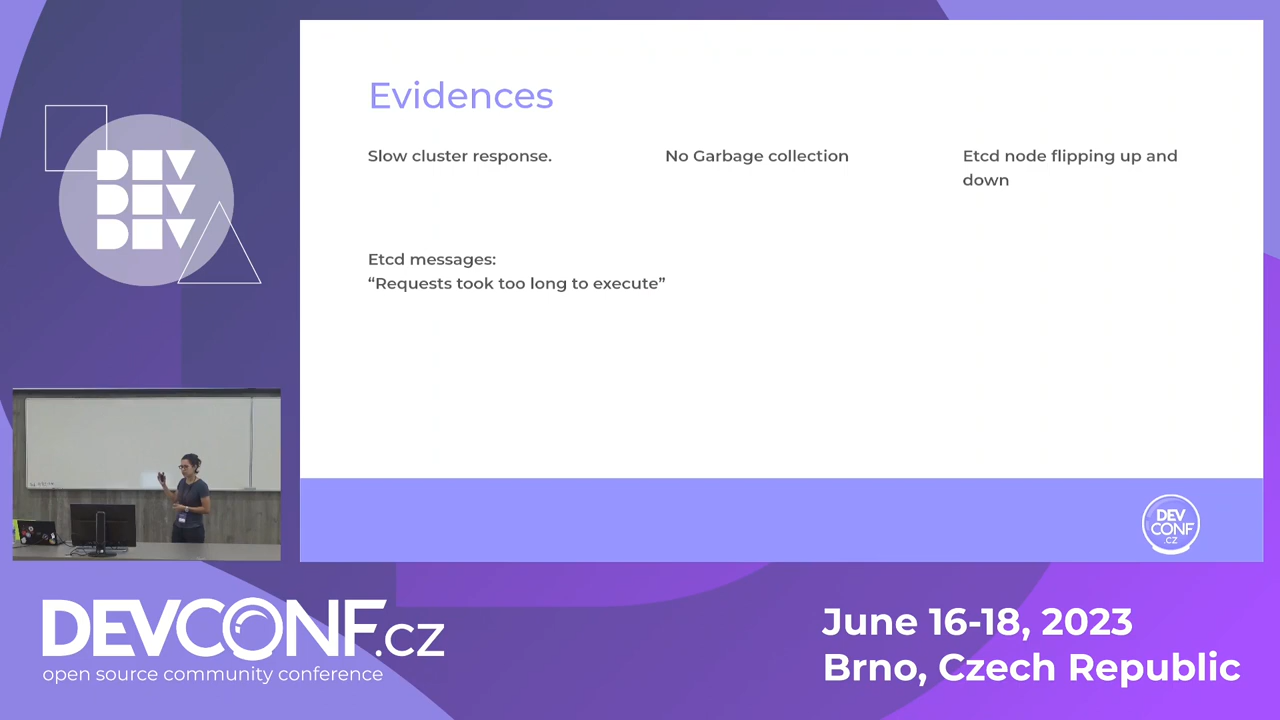 DEV
DEV
DEV
Evidences
Slow cluster response.
No Garbage collection
Etcd node flipping up and
down
Etcd messages:
“Requests took too long to execute”
DEV
CONF
.CZ
DEVCONF.cz
open source community conference
June 16-18, 2023
Brno, Czech Republic